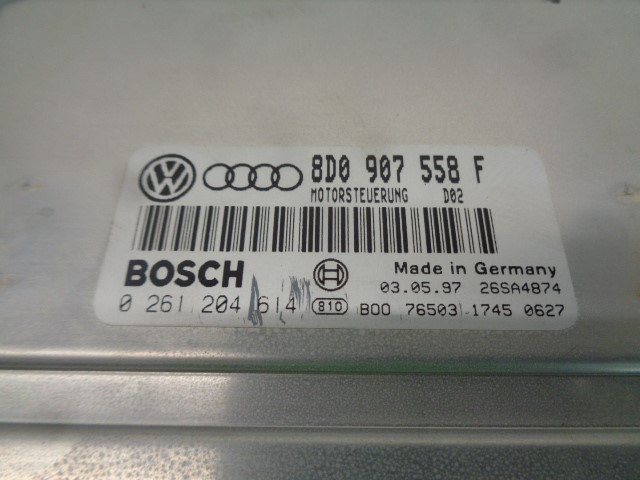 8D0 907 558 F
MOTORSTEUERUNG D02
BOSCH Made in Germany
03.05.97 26SA4874
0 261 204 614 810 B00 76503 1745 0627